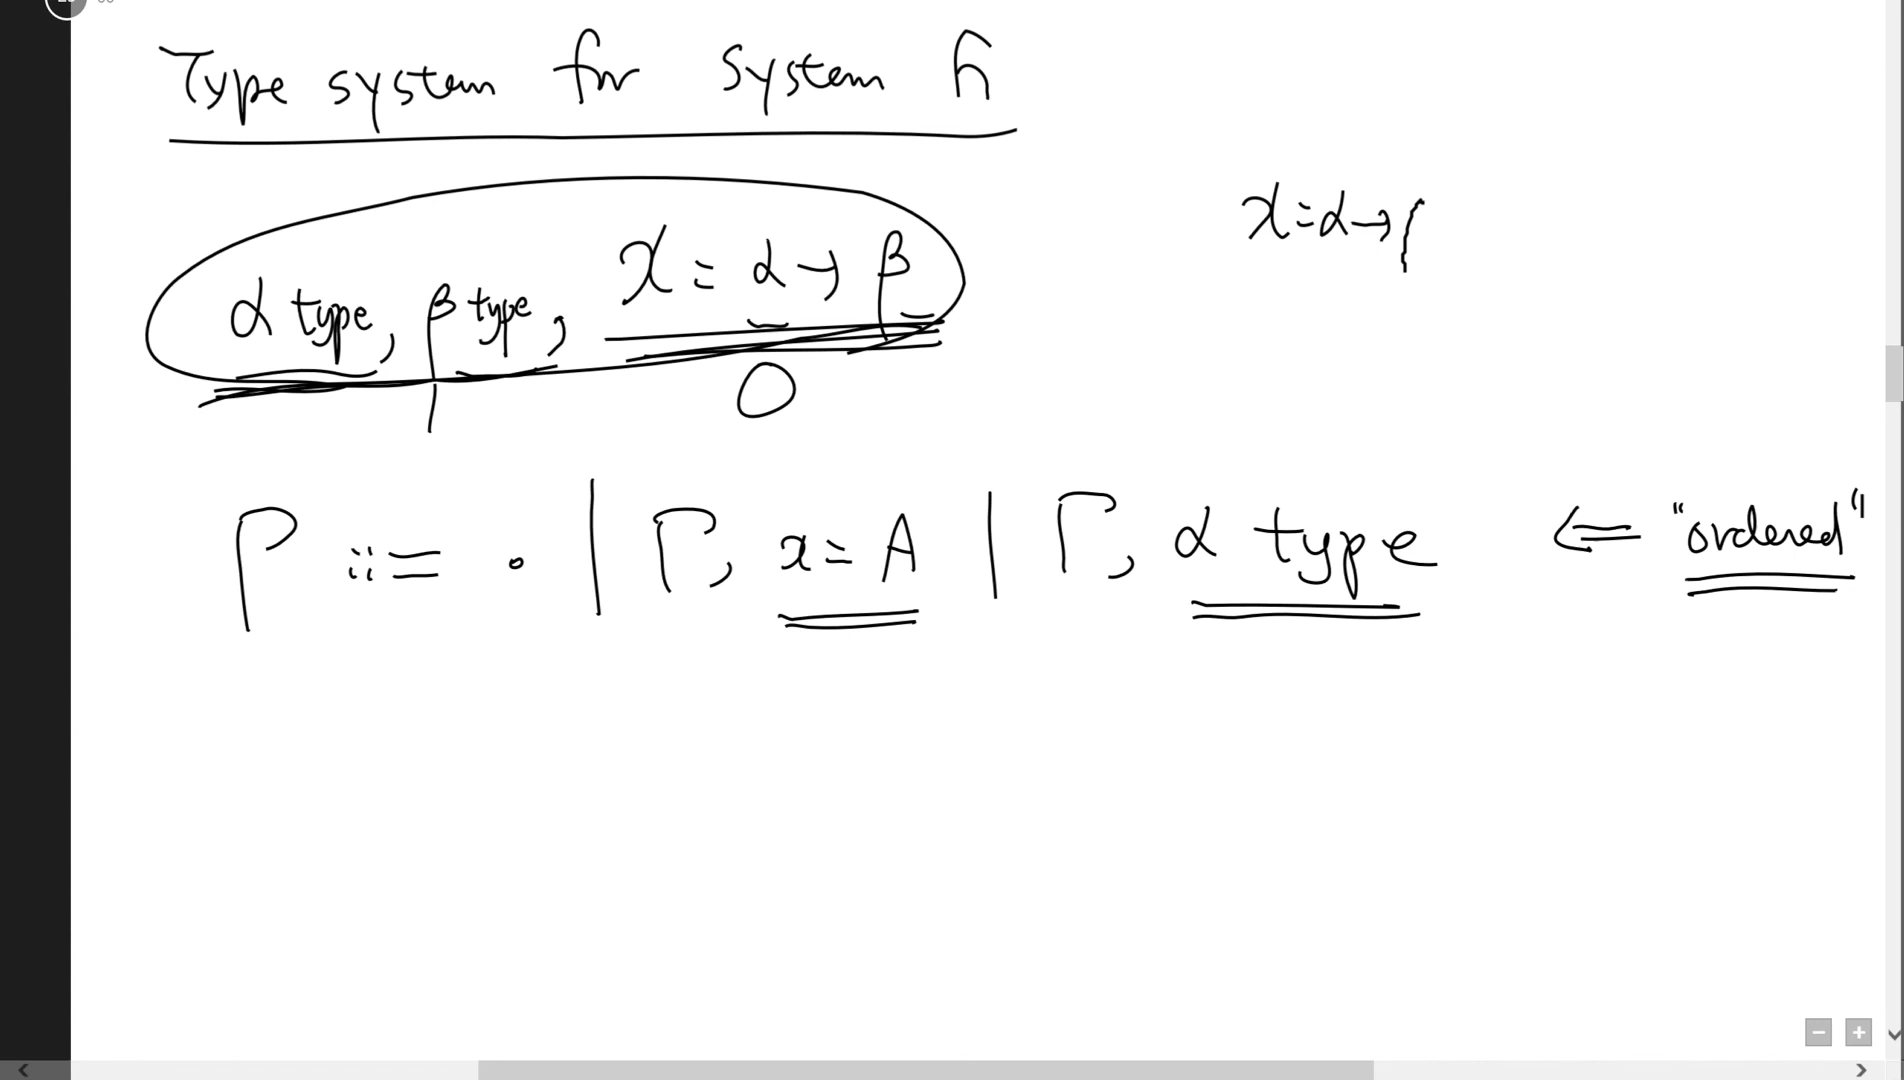 Type system for system F
x = α → β
α type, β type, x = α → β
O
Γ ::= · | Γ, x = A | Γ, α type ⇐ "ordered"